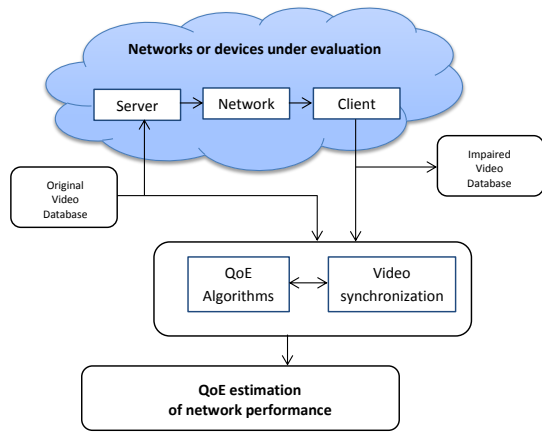 Networks or devices under evaluation
Server
Network
Client
Original
Video
Database
Impaired
Video
Database
QoE
Algorithms
Video
synchronization
QoE estimation
of network performance